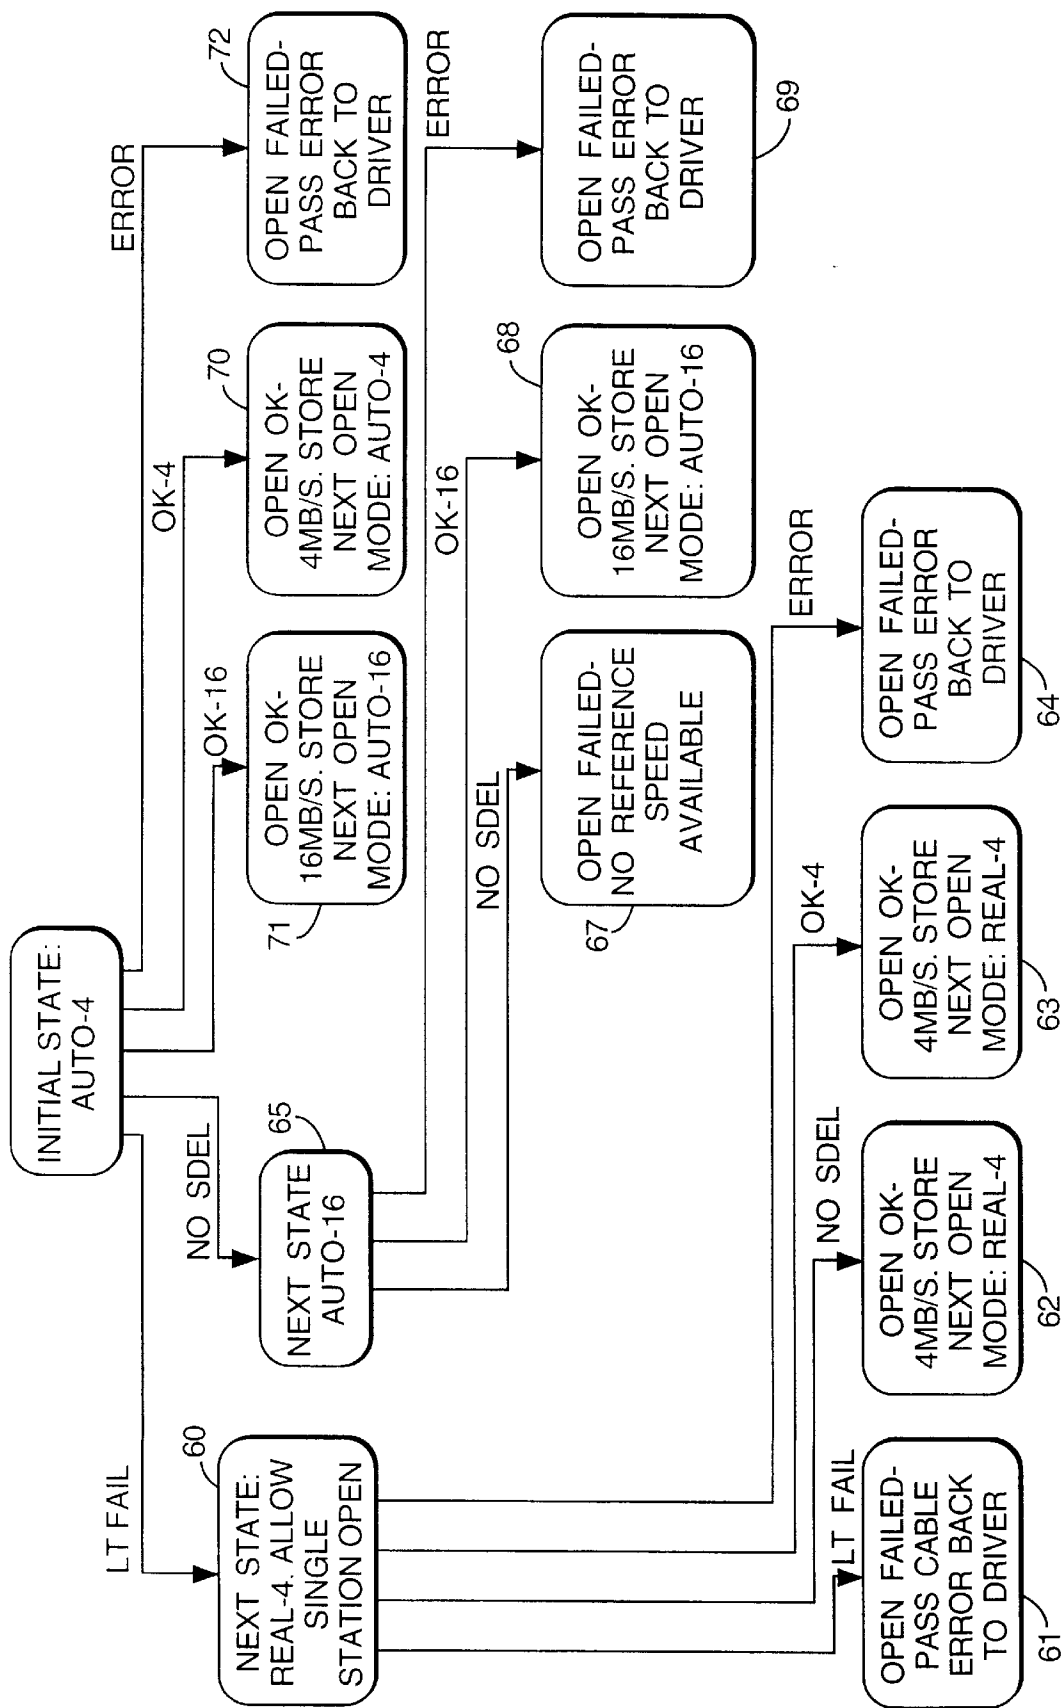 INITIAL STATE:
AUTO-4
LT FAIL
NO SDEL
OK-16
OK-4
ERROR
60
NEXT STATE:
REAL-4. ALLOW
SINGLE
STATION OPEN
65
NEXT STATE
AUTO-16
71
OPEN OK-
16MB/S. STORE
NEXT OPEN
MODE: AUTO-16
70
OPEN OK-
4MB/S. STORE
NEXT OPEN
MODE: AUTO-4
72
OPEN FAILED-
PASS ERROR
BACK TO
DRIVER
NO SDEL
OK-16
ERROR
67
OPEN FAILED-
NO REFERENCE
SPEED
AVAILABLE
68
OPEN OK-
16MB/S. STORE
NEXT OPEN
MODE: AUTO-16
69
OPEN FAILED-
PASS ERROR
BACK TO
DRIVER
LT FAIL
NO SDEL
OK-4
ERROR
OPEN FAILED-
PASS CABLE
ERROR BACK
TO DRIVER
61
OPEN OK-
4MB/S. STORE
NEXT OPEN
MODE: REAL-4
62
OPEN OK-
4MB/S. STORE
NEXT OPEN
MODE: REAL-4
63
OPEN FAILED-
PASS ERROR
BACK TO
DRIVER
64